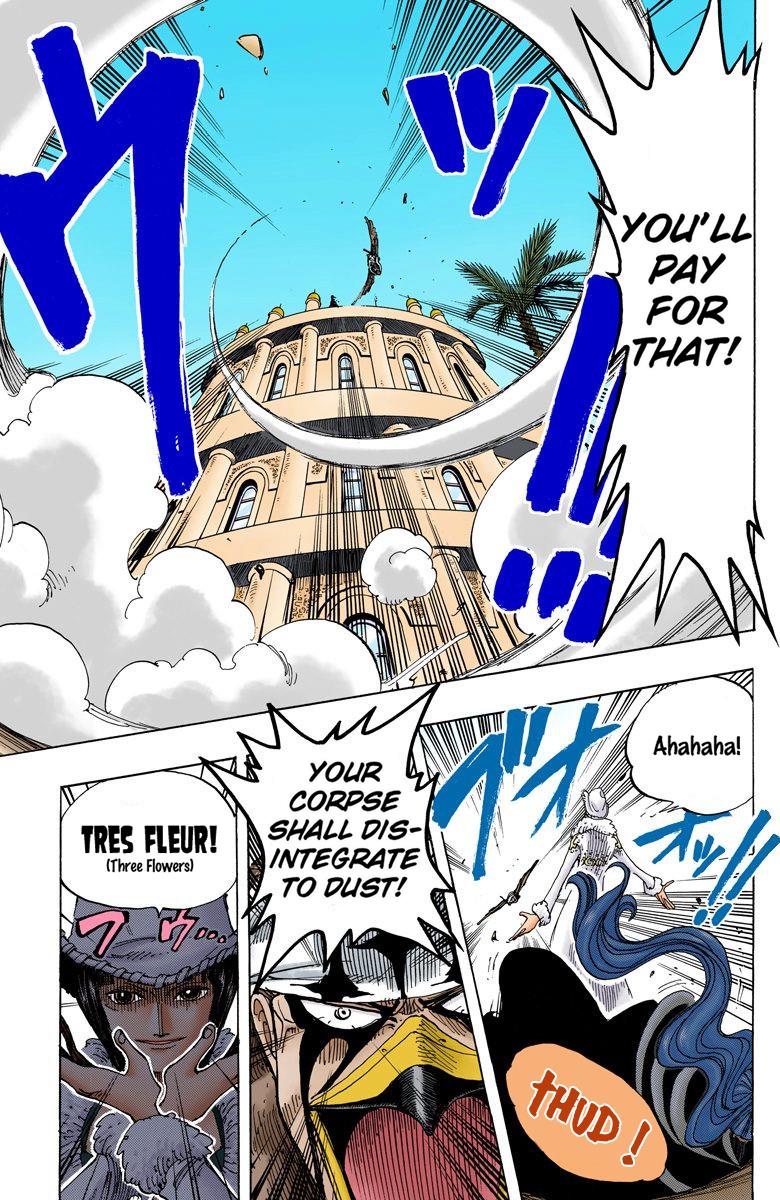 YOU'LL
PAY
FOR
THAT!
ウ
ッ
!!
Ahahaha!
ブオ
オッ!!
THUD!
YOUR
CORPSE
SHALL DIS-
INTEGRATE
TO DUST!
TRES FLEUR!
(Three Flowers)
フウ...